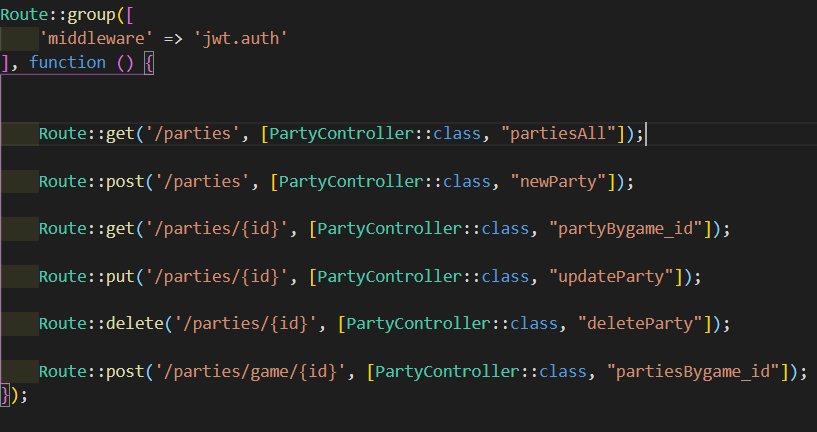 Route::group([
    'middleware' => 'jwt.auth'
], function () {
    Route::get('/parties', [PartyController::class, "partiesAll"]);
    Route::post('/parties', [PartyController::class, "newParty"]);
    Route::get('/parties/{id}', [PartyController::class, "partyBygame_id"]);
    Route::put('/parties/{id}', [PartyController::class, "updateParty"]);
    Route::delete('/parties/{id}', [PartyController::class, "deleteParty"]);
    Route::post('/parties/game/{id}', [PartyController::class, "partiesBygame_id"]);
});